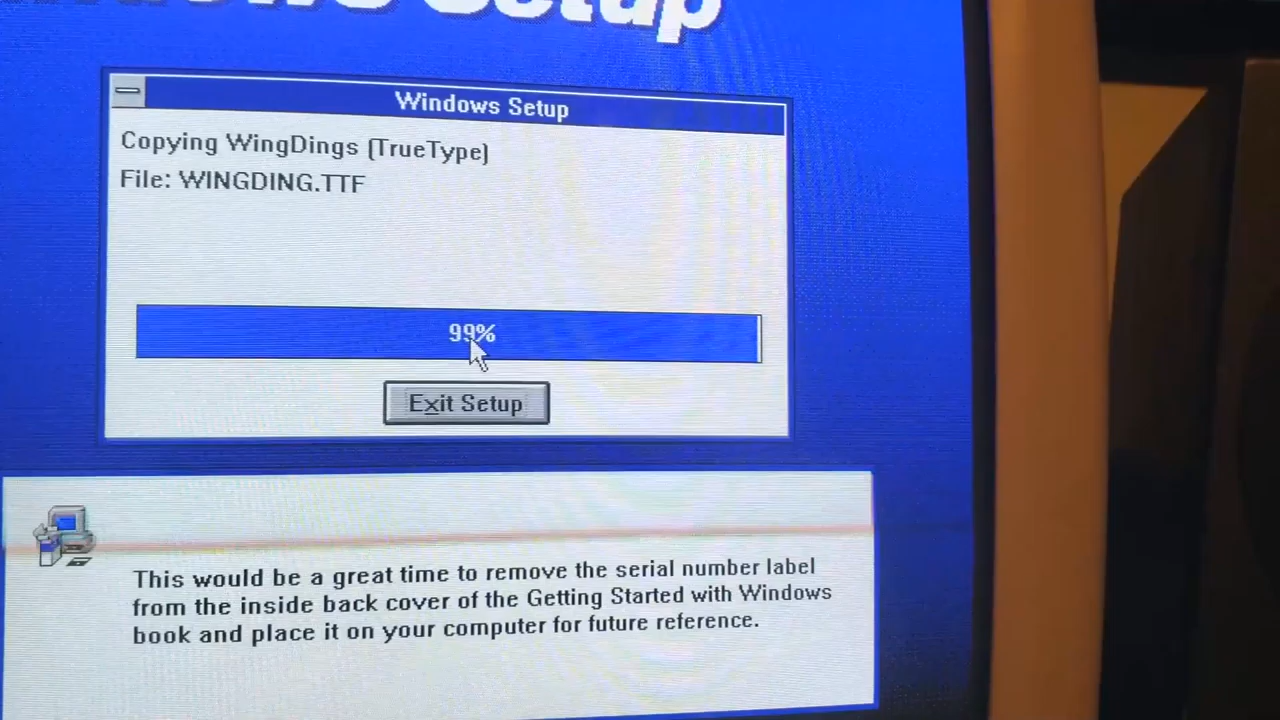 Setup
Windows Setup
Copying WingDings (TrueType)
File: WINGDING.TTF
99%
Exit Setup
This would be a great time to remove the serial number label
from the inside back cover of the Getting Started with Windows
book and place it on your computer for future reference.